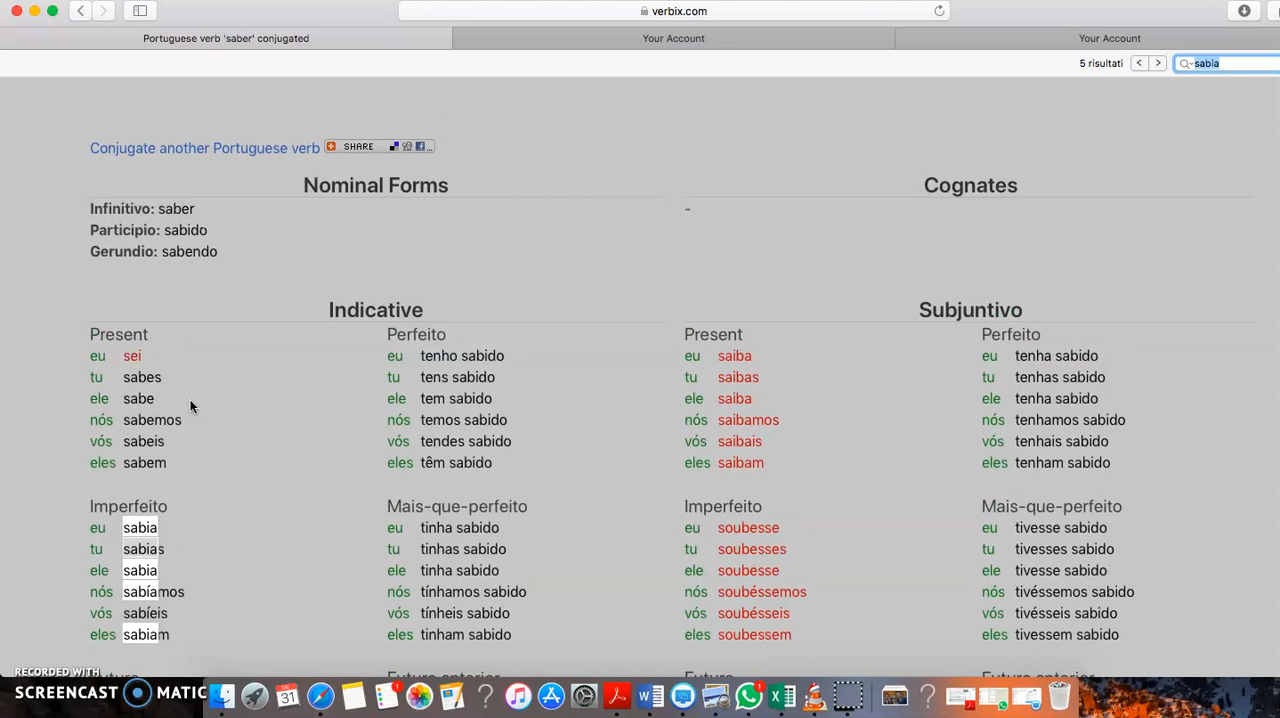 verbix.com
Portuguese verb 'saber' conjugated
Your Account
Your Account
5 risultati
sabia
Conjugate another Portuguese verb
SHARE
Nominal Forms
Infinitivo: saber
Participio: sabido
Gerundio: sabendo
Cognates
-
Indicative
Present
eu sei
tu sabes
ele sabe
nós sabemos
vós sabeis
eles sabem
Perfeito
eu tenho sabido
tu tens sabido
ele tem sabido
nós temos sabido
vós tendes sabido
eles têm sabido
Imperfeito
eu sabia
tu sabias
ele sabia
nós sabíamos
vós sabíeis
eles sabiam
Mais-que-perfeito
eu tinha sabido
tu tinhas sabido
ele tinha sabido
nós tínhamos sabido
vós tínheis sabido
eles tinham sabido
Subjuntivo
Present
eu saiba
tu saibas
ele saiba
nós saibamos
vós saibais
eles saibam
Perfeito
eu tenha sabido
tu tenhas sabido
ele tenha sabido
nós tenhamos sabido
vós tenhais sabido
eles tenham sabido
Imperfeito
eu soubesse
tu soubesses
ele soubesse
nós soubéssemos
vós soubésseis
eles soubessem
Mais-que-perfeito
eu tivesse sabido
tu tivesses sabido
ele tivesse sabido
nós tivéssemos sabido
vós tivésseis sabido
eles tivessem sabido
RECORDED WITH
SCREENCAST MATIC
31
1
1